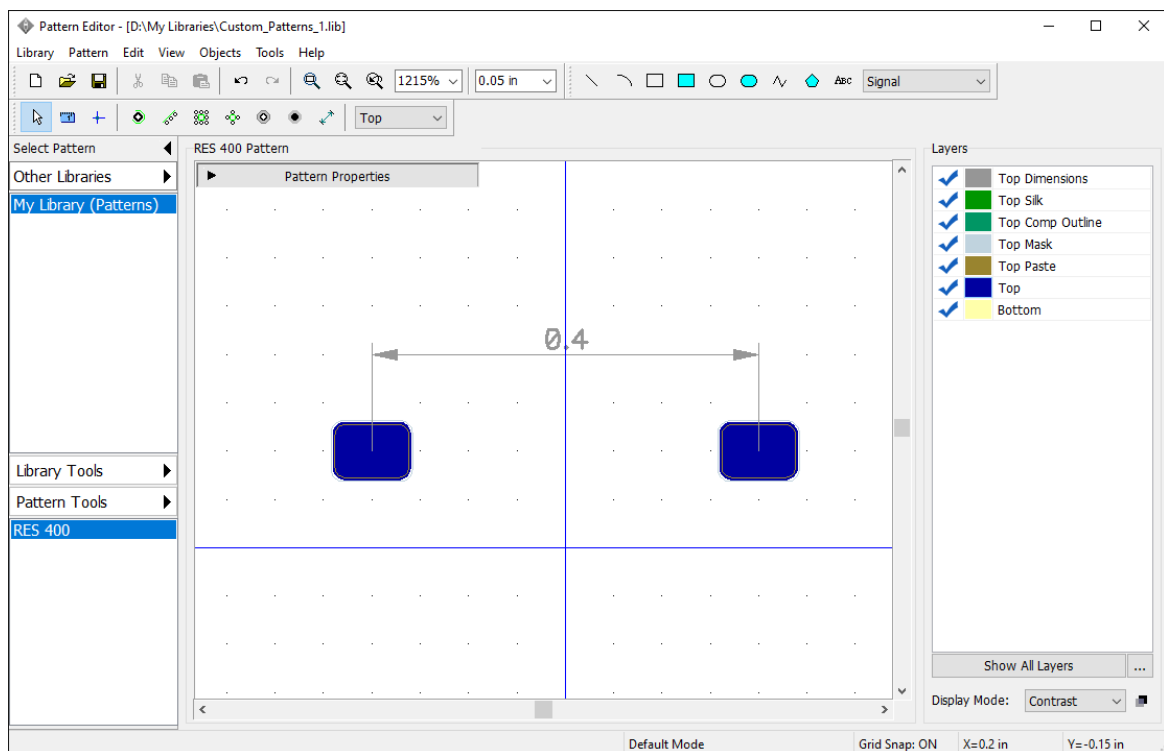 Pattern Editor - [D:\My Libraries\Custom_Patterns_1.lib]
Library Pattern Edit View Objects Tools Help
1215% 0.05 in ABC Signal
Top
Select Pattern
Other Libraries
My Library (Patterns)
Library Tools
Pattern Tools
RES 400
RES 400 Pattern
Pattern Properties
0.4
Layers
Top Dimensions
Top Silk
Top Comp Outline
Top Mask
Top Paste
Top
Bottom
Show All Layers ...
Display Mode: Contrast
Default Mode Grid Snap: ON X=0.2 in Y=-0.15 in